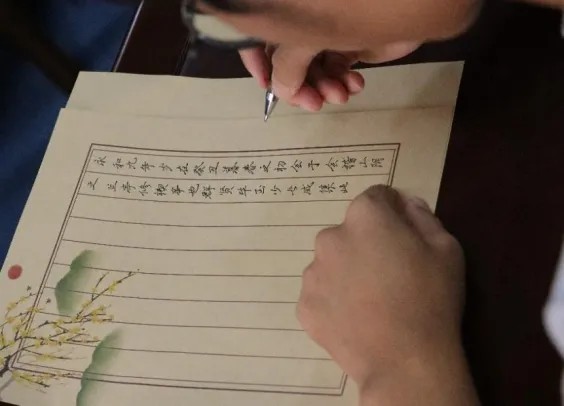 永和九年岁在癸丑暮春之初会于会稽山阴
之兰亭修禊事也群贤毕至少长咸集此